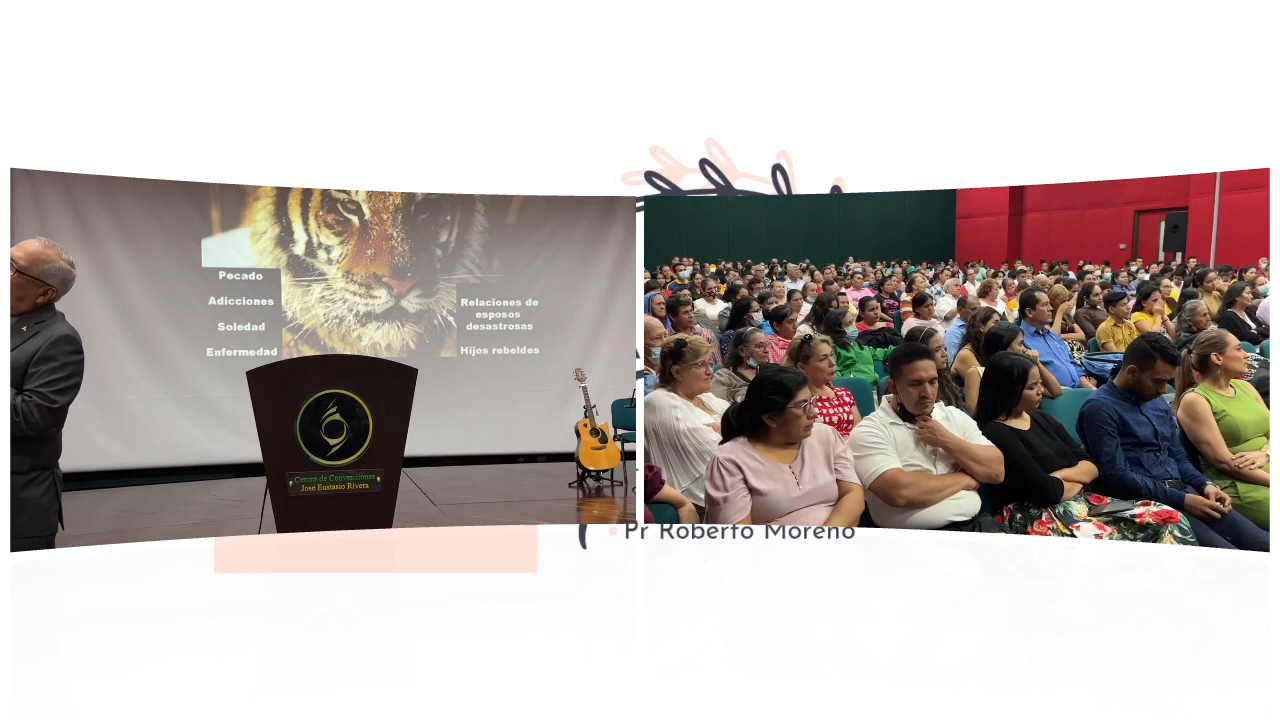 Pecado
Adicciones
Soledad
Enfermedad
Relaciones de
esposos
desastrosas
Hijos rebeldes
Centro de Convenciones
Jose Eustasio Rivera
Pr Roberto Moreno